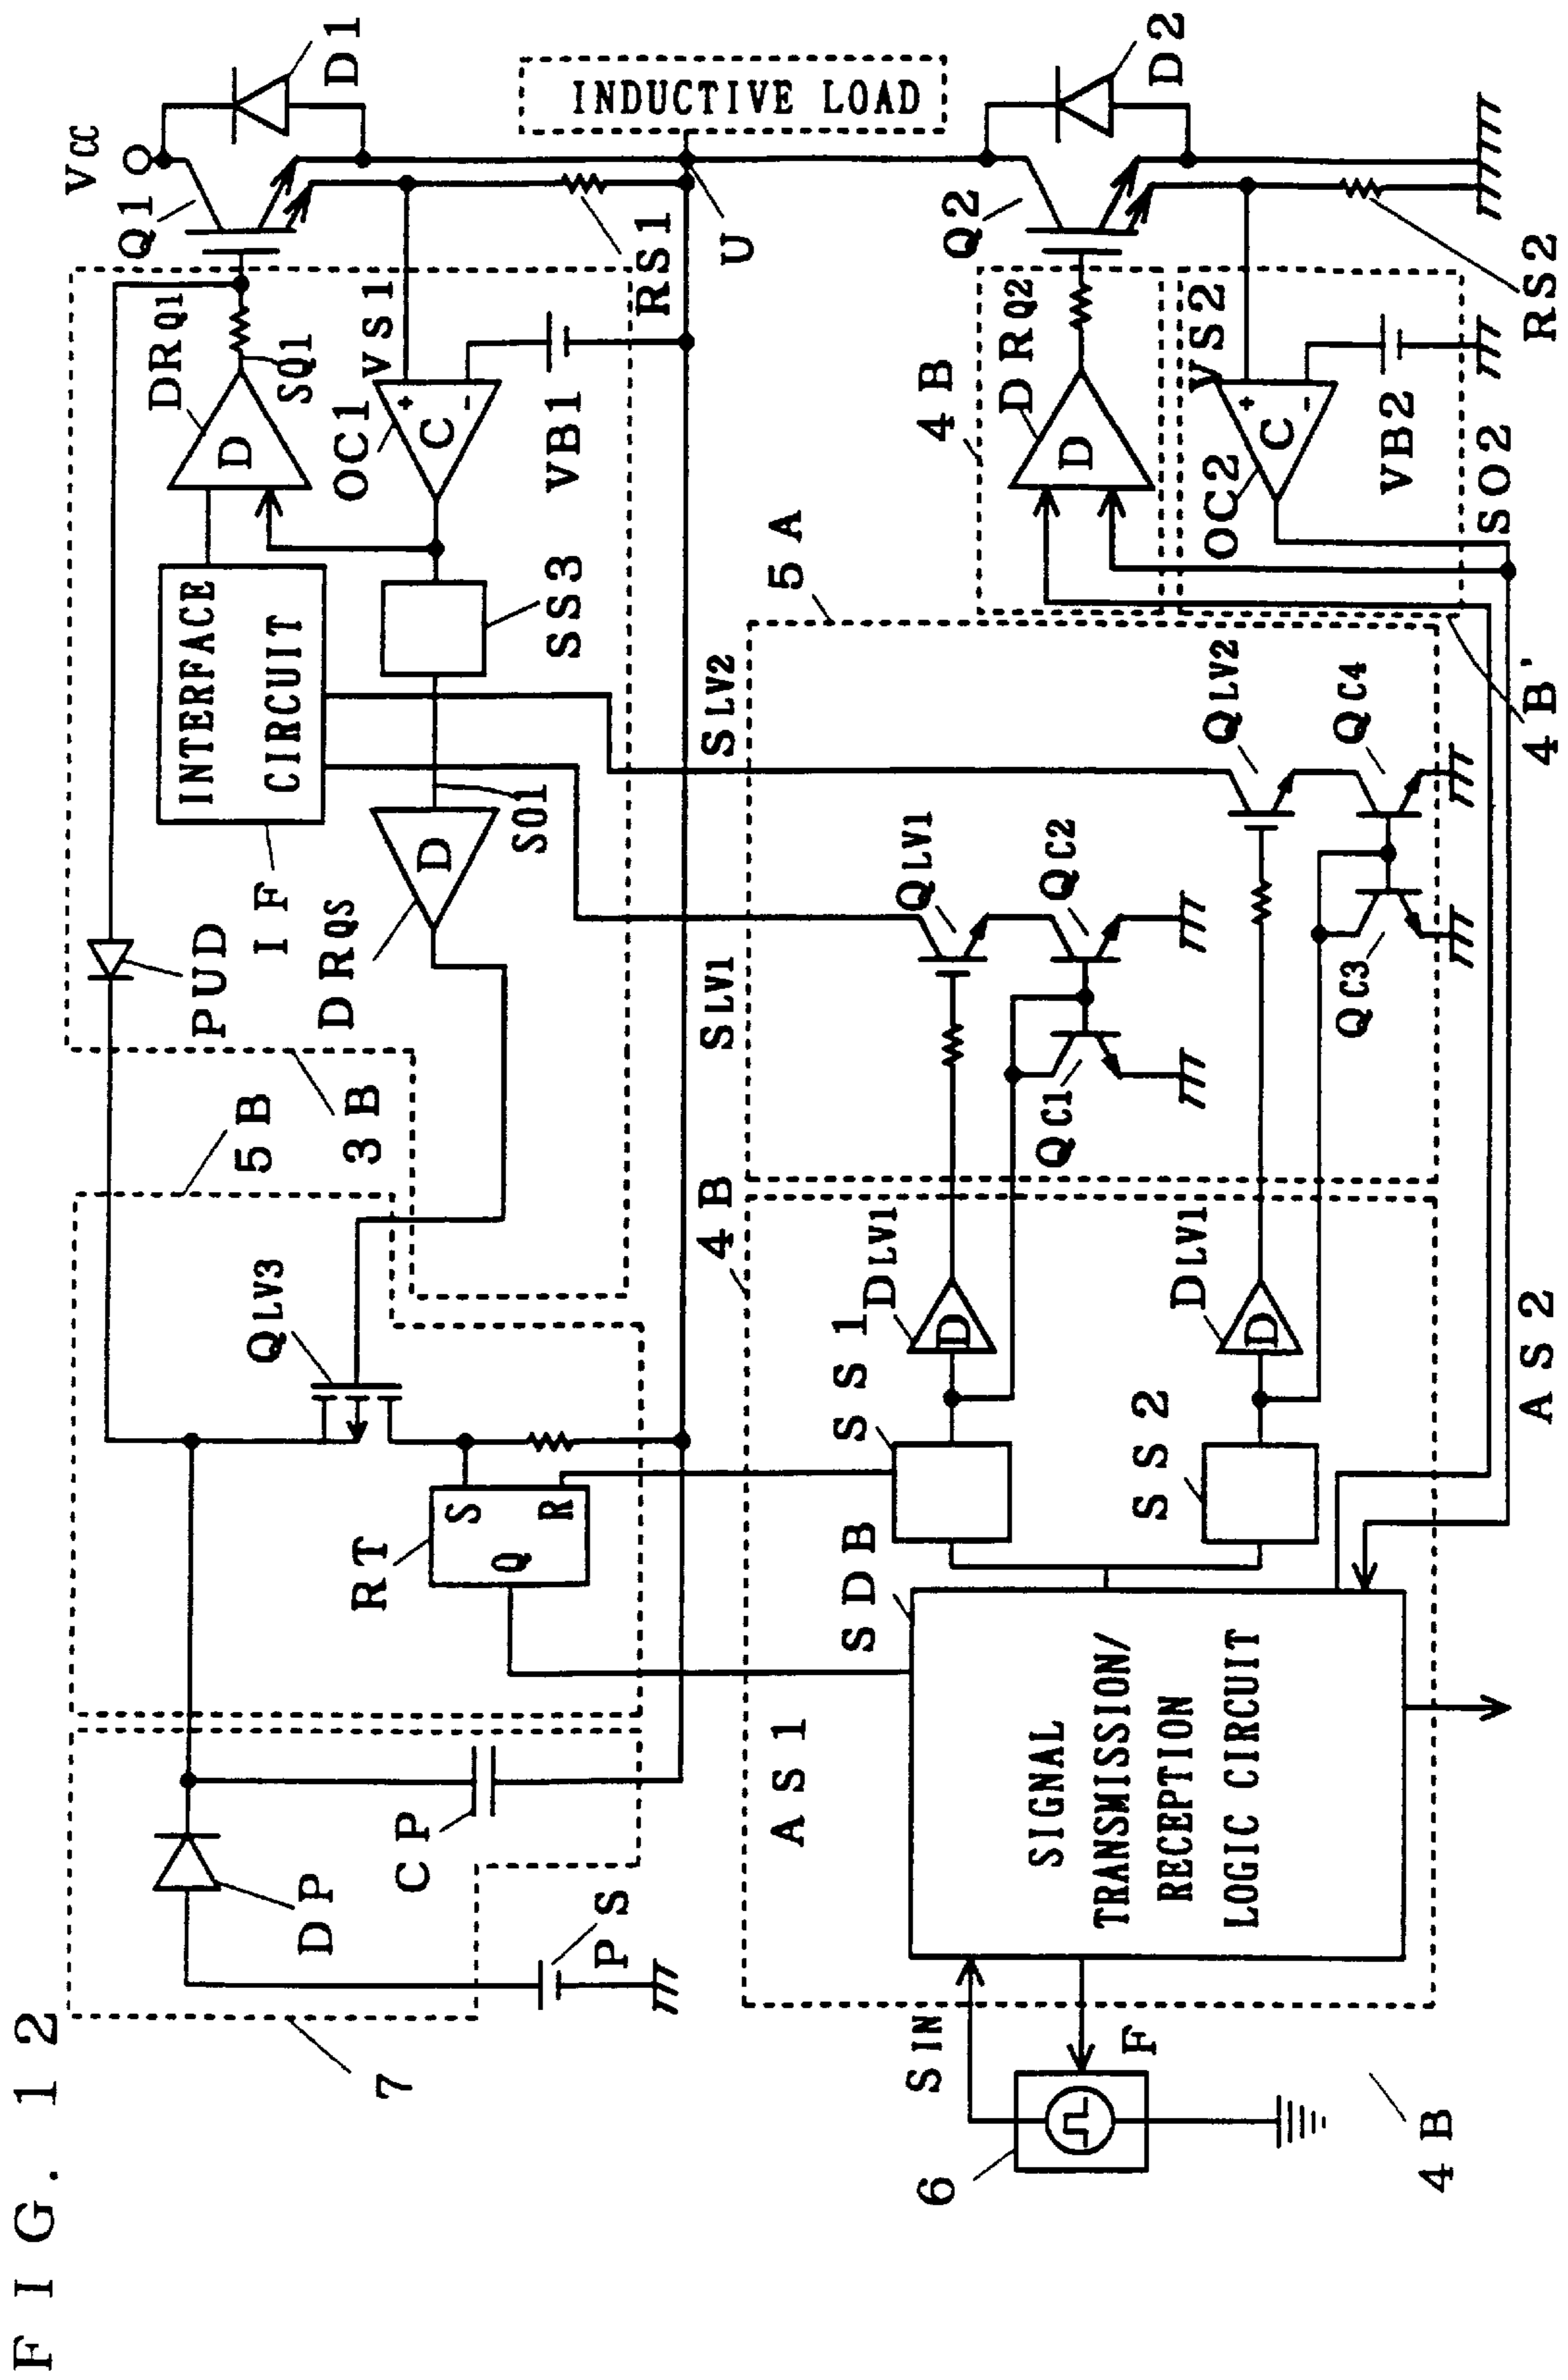 FIG. 12
VCC
D1
Q1
INDUCTIVE LOAD
DRQ1
SQ1
D
VS1
RS1
U
OC1
+
-
C
VB1
INTERFACE
CIRCUIT
IF
SS3
SO1
D
DRQS
PUD
3B
5B
QLV3
S
R
Q
RT
CP
DP
PS
7
D2
Q2
4B
DRQ2
D
VS2
RS2
OC2
+
-
C
VB2
SO2
4B'
5A
SLV2
SLV1
QLV2
QC4
QLV1
QC2
QC1
QC3
4B
DLV1
D
DLV1
D
SS1
SS2
SDB
AS1
AS2
SIGNAL
TRANSMISSION/
RECEPTION
LOGIC CIRCUIT
SIN
F
6
4B